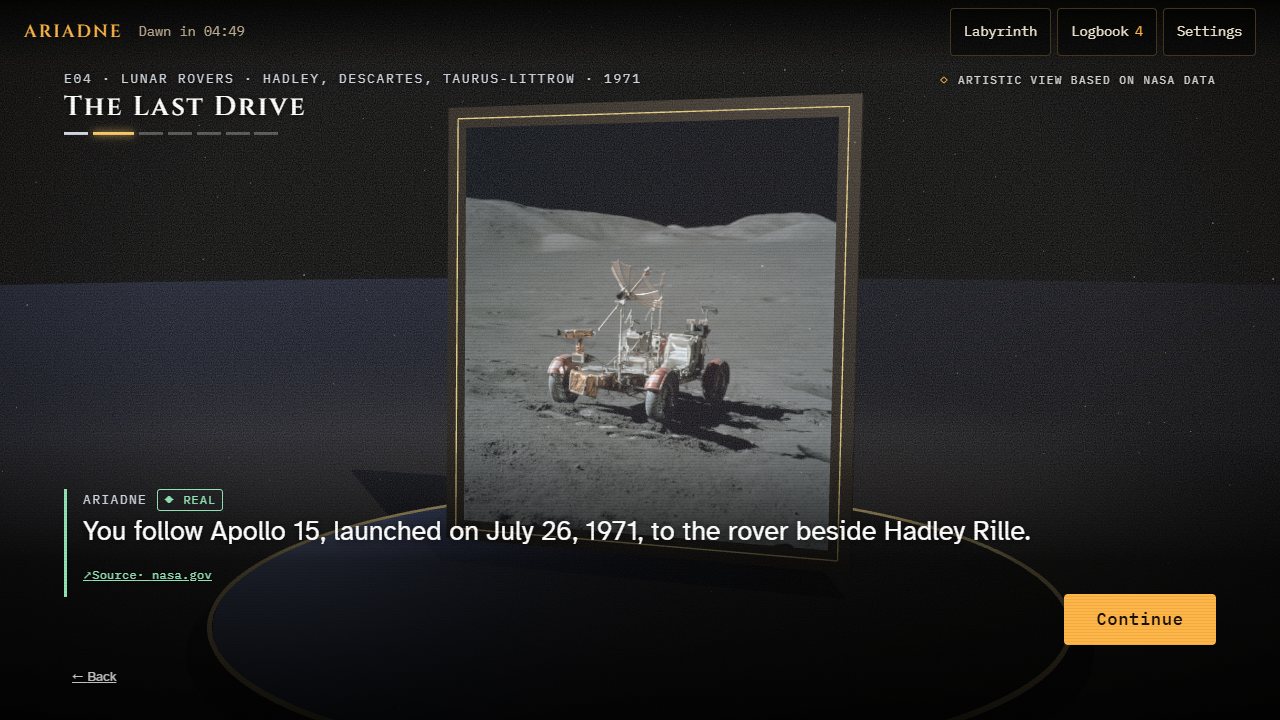 ARIADNE Dawn in 04:49 Labyrinth Logbook 4 Settings
E04 · LUNAR ROVERS · HADLEY, DESCARTES, TAURUS-LITTROW · 1971
◇ ARTISTIC VIEW BASED ON NASA DATA
The Last Drive
ARIADNE ◆ REAL
You follow Apollo 15, launched on July 26, 1971, to the rover beside Hadley Rille.
↗Source· nasa.gov
Continue
← Back